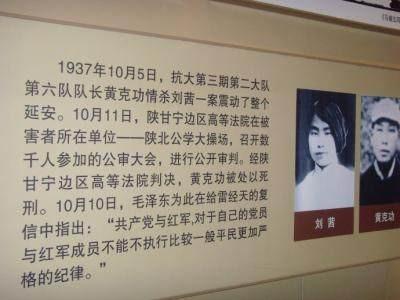 1937年10月5日，抗大第三期第二大队
第六队队长黄克功情杀刘茜一案震动了整个
延安。10月11日，陕甘宁边区高等法院在被
害者所在单位——陕北公学大操场，召开数
千人参加的公审大会，进行公开审判。经陕
甘宁边区高等法院判决，黄克功被处以死
刑。10月10日，毛泽东为此在给雷经天的复
信中指出：“共产党与红军，对于自己的党员
与红军成员不能不执行比较一般平民更加严
格的纪律。”
刘 茜
黄克功